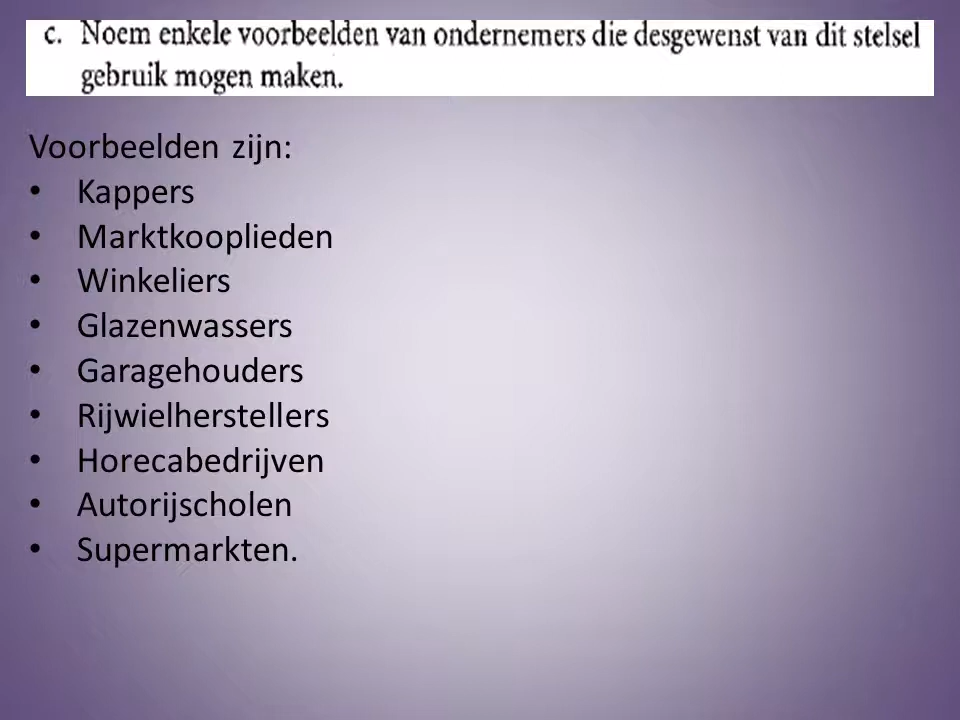 c. Noem enkele voorbeelden van ondernemers die desgewenst van dit stelsel
gebruik mogen maken.
Voorbeelden zijn:
• Kappers
• Marktkooplieden
• Winkeliers
• Glazenwassers
• Garagehouders
• Rijwielherstellers
• Horecabedrijven
• Autorijscholen
• Supermarkten.